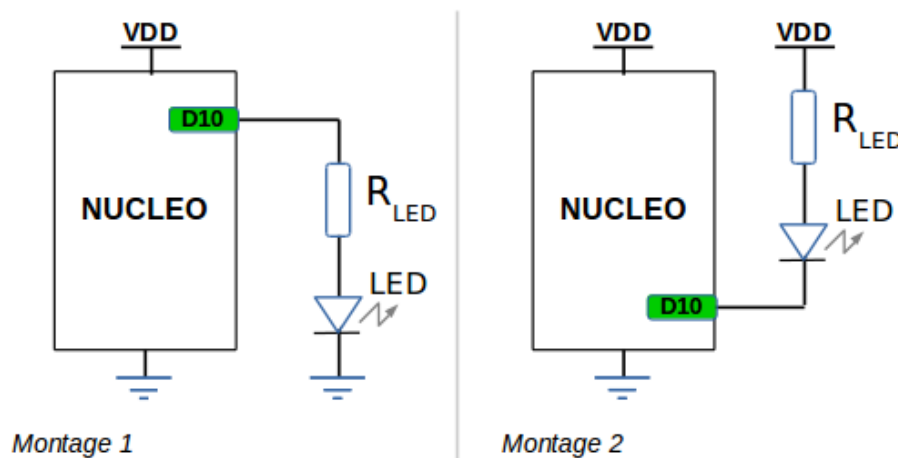 VDD
D10
NUCLEO
R LED
LED
Montage 1
VDD
VDD
R LED
LED
NUCLEO
D10
Montage 2